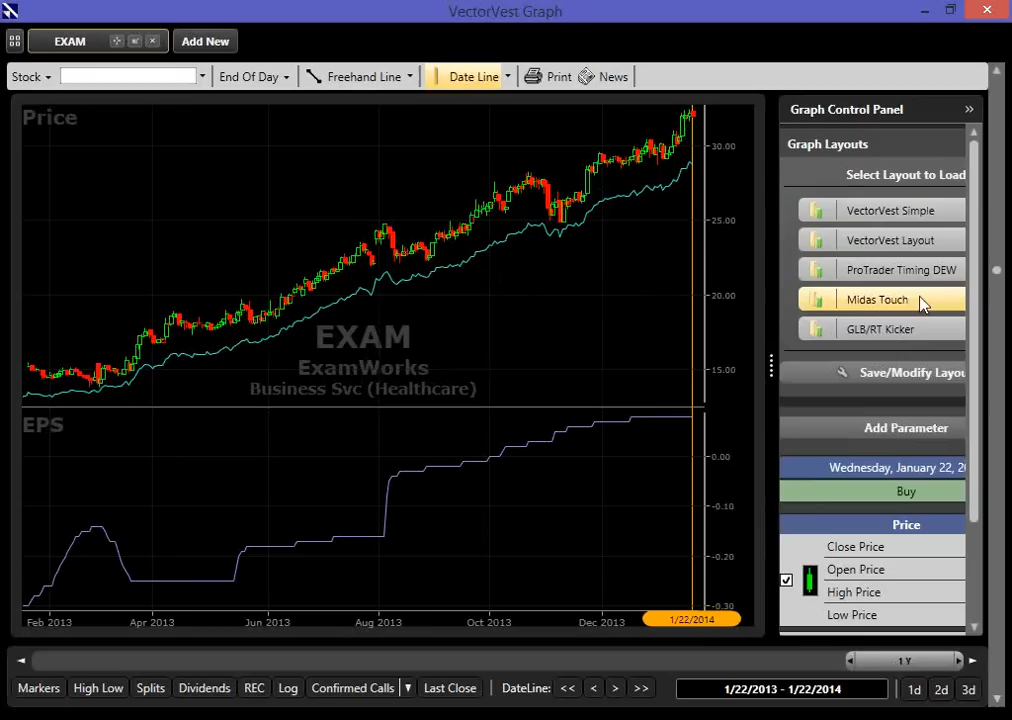 VectorVest Graph
EXAM
Add New
Stock
End Of Day
Freehand Line
Date Line
Print
News
Price
30.00
25.00
20.00
15.00
EXAM
ExamWorks
Business Svc (Healthcare)
EPS
0.00
-0.10
-0.20
-0.30
Feb 2013
Apr 2013
Jun 2013
Aug 2013
Oct 2013
Dec 2013
1/22/2014
Graph Control Panel
Graph Layouts
Select Layout to Load
VectorVest Simple
VectorVest Layout
ProTrader Timing DEW
Midas Touch
GLB/RT Kicker
Save/Modify Layou
Add Parameter
Wednesday, January 22, 20
Buy
Price
Close Price
Open Price
High Price
Low Price
1 Y
Markers
High Low
Splits
Dividends
REC
Log
Confirmed Calls
Last Close
DateLine:
<<
<
>
>>
1/22/2013 - 1/22/2014
1d
2d
3d